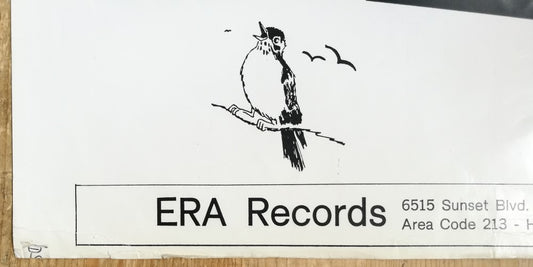 ERA Records
6515 Sunset Blvd.
Area Code 213 - H